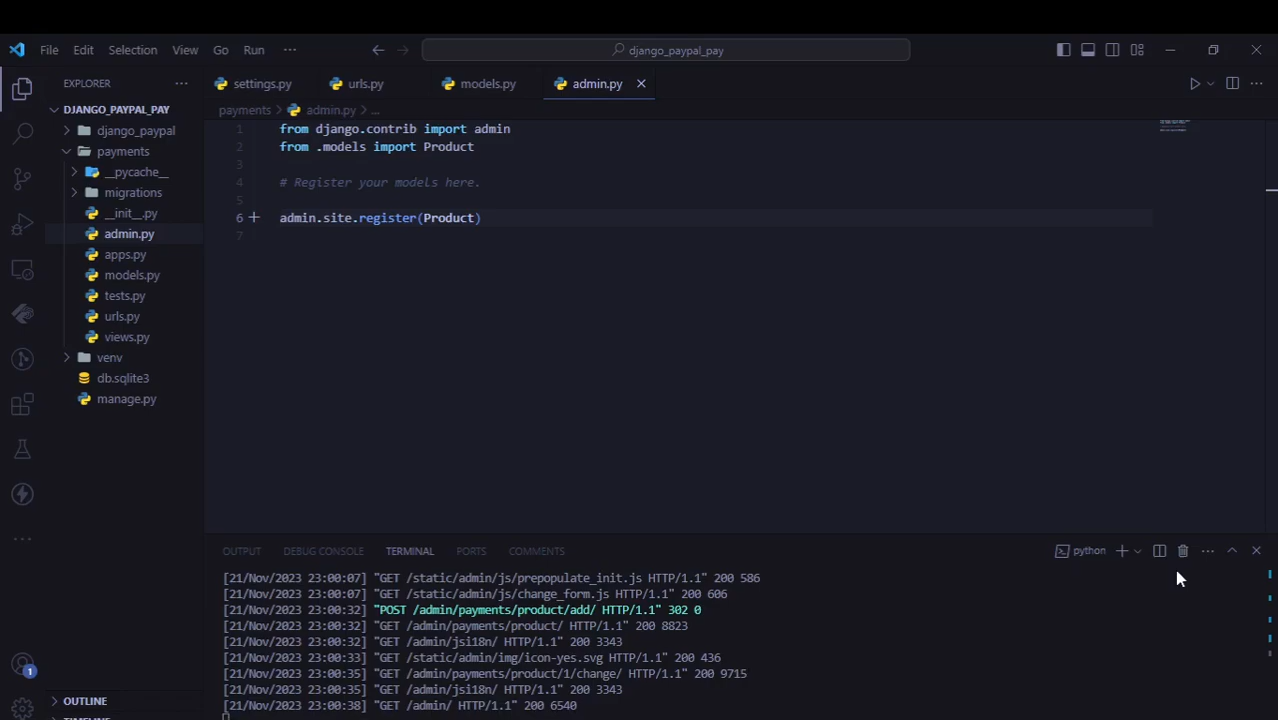 File Edit Selection View Go Run ··· django_paypal_pay
EXPLORER ···
settings.py urls.py models.py admin.py
DJANGO_PAYPAL_PAY
django_paypal
payments
__pycache__
migrations
__init__.py
admin.py
apps.py
models.py
tests.py
urls.py
views.py
venv
db.sqlite3
manage.py
OUTLINE
1
payments > admin.py > ...
1 from django.contrib import admin
2 from .models import Product
3
4 # Register your models here.
5
6 admin.site.register(Product)
7
OUTPUT DEBUG CONSOLE TERMINAL PORTS COMMENTS python
[21/Nov/2023 23:00:07] "GET /static/admin/js/prepopulate_init.js HTTP/1.1" 200 586
[21/Nov/2023 23:00:07] "GET /static/admin/js/change_form.js HTTP/1.1" 200 606
[21/Nov/2023 23:00:32] "POST /admin/payments/product/add/ HTTP/1.1" 302 0
[21/Nov/2023 23:00:32] "GET /admin/payments/product/ HTTP/1.1" 200 8823
[21/Nov/2023 23:00:32] "GET /admin/jsi18n/ HTTP/1.1" 200 3343
[21/Nov/2023 23:00:33] "GET /static/admin/img/icon-yes.svg HTTP/1.1" 200 436
[21/Nov/2023 23:00:35] "GET /admin/payments/product/1/change/ HTTP/1.1" 200 9715
[21/Nov/2023 23:00:35] "GET /admin/jsi18n/ HTTP/1.1" 200 3343
[21/Nov/2023 23:00:38] "GET /admin/ HTTP/1.1" 200 6540